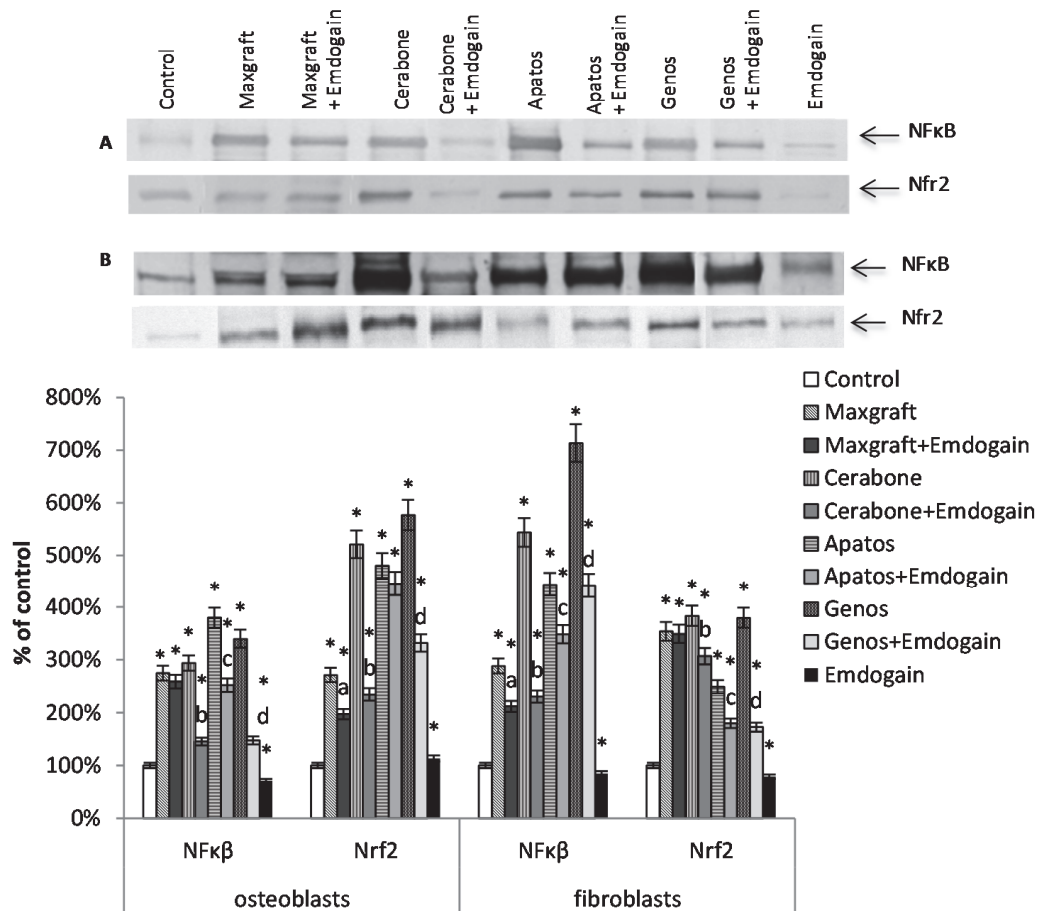 Control
Maxgraft
Maxgraft
+ Emdogain
Cerabone
Cerabone
+ Emdogain
Apatos
Apatos
+ Emdogain
Genos
Genos
+ Emdogain
Emdogain
A
NFκB
Nfr2
B
NFκB
Nfr2
% of control
800%
700%
600%
500%
400%
300%
200%
100%
0%
* * * * b * * c * * d *
* * a * * b * * * * d *
* * a * * b * * c * * d *
* * * * b * * c * * d *
NFκβ
Nrf2
NFκβ
Nrf2
osteoblasts
fibroblasts
Control
Maxgraft
Maxgraft+Emdogain
Cerabone
Cerabone+Emdogain
Apatos
Apatos+Emdogain
Genos
Genos+Emdogain
Emdogain